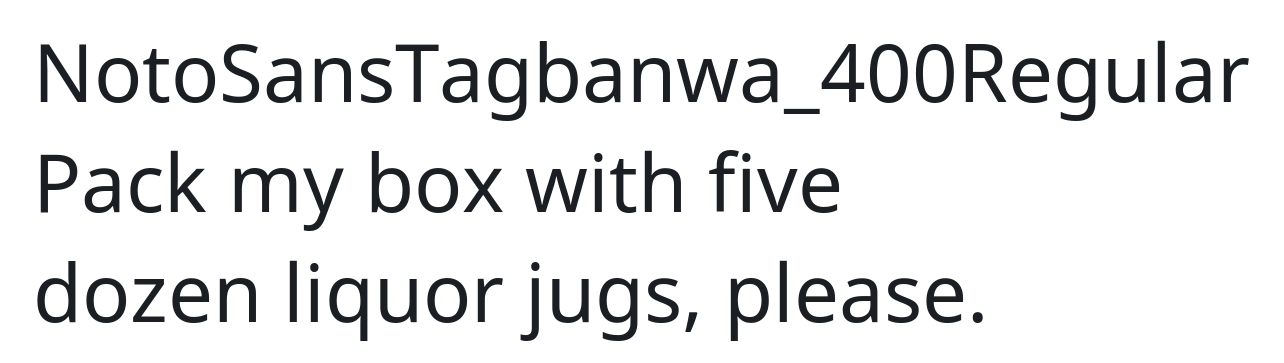 NotoSansTagbanwa_400Regular
Pack my box with five
dozen liquor jugs, please.